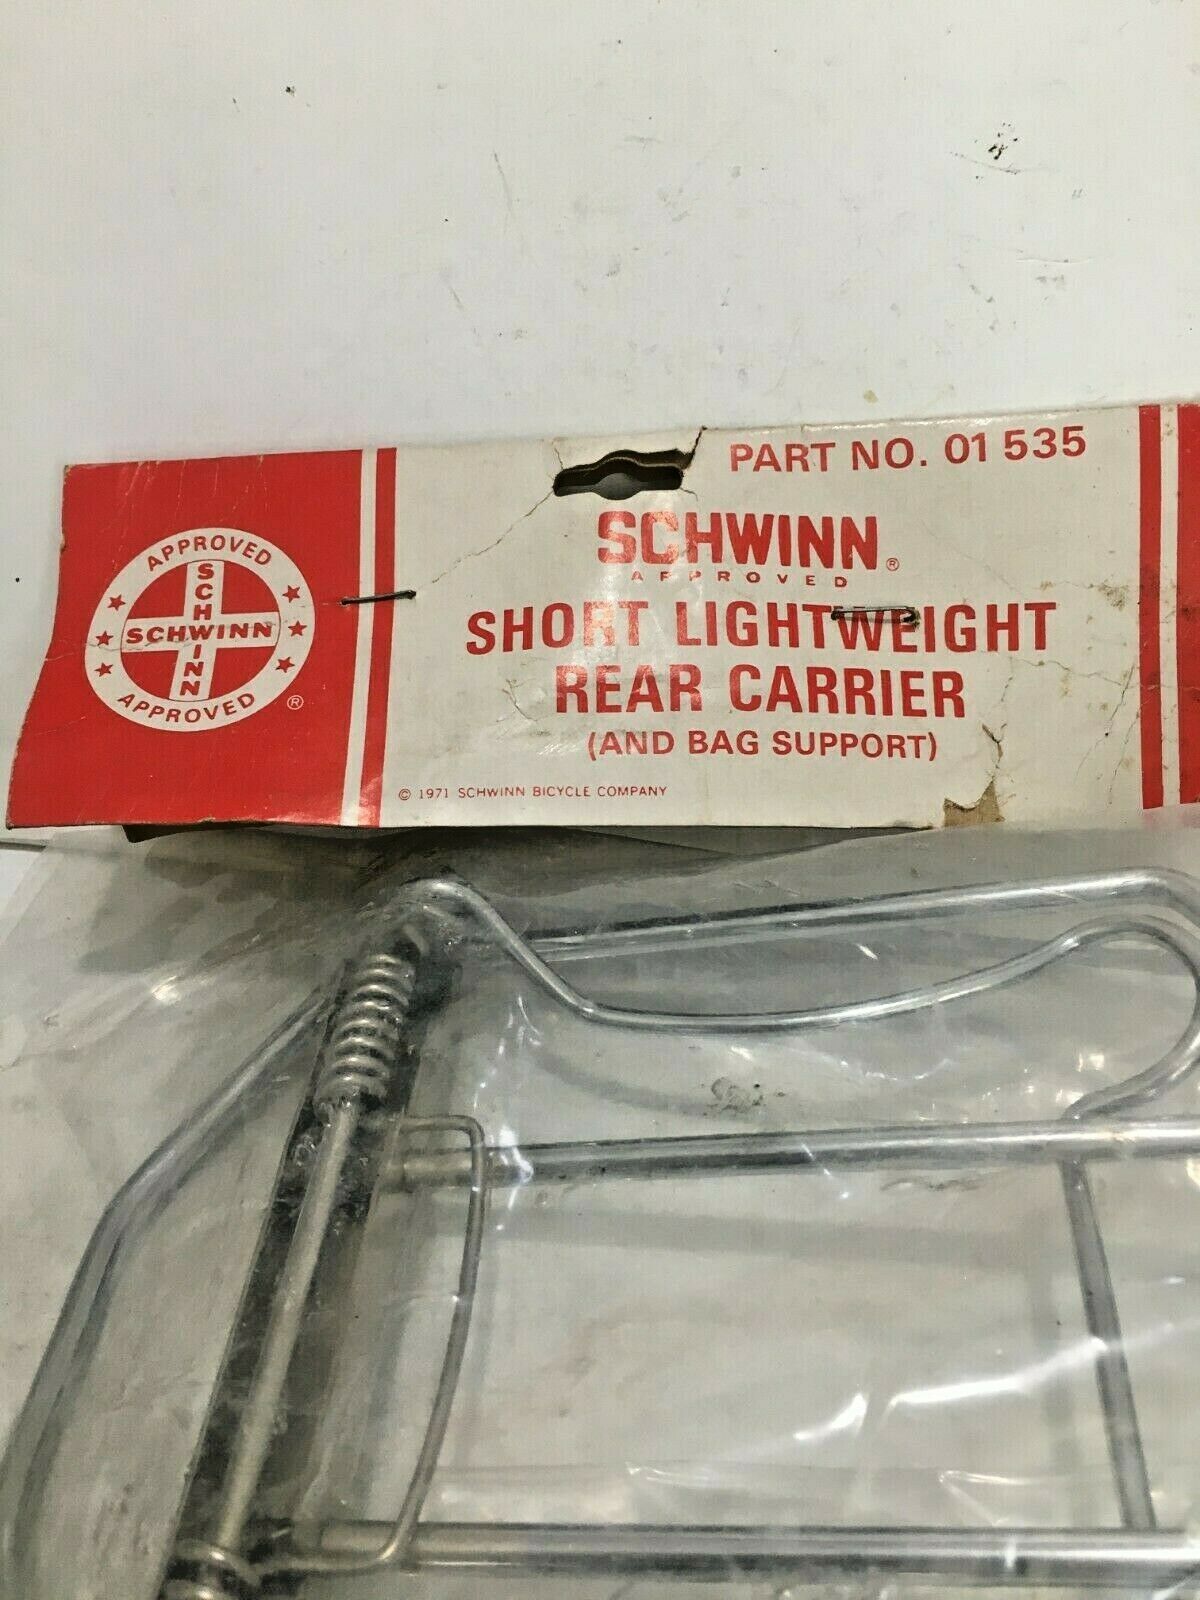 PART NO. 01 535
APPROVED
SCHWINN
SCHWINN
APPROVED
®
SCHWINN®
APPROVED
SHORT LIGHTWEIGHT
REAR CARRIER
(AND BAG SUPPORT)
© 1971 SCHWINN BICYCLE COMPANY